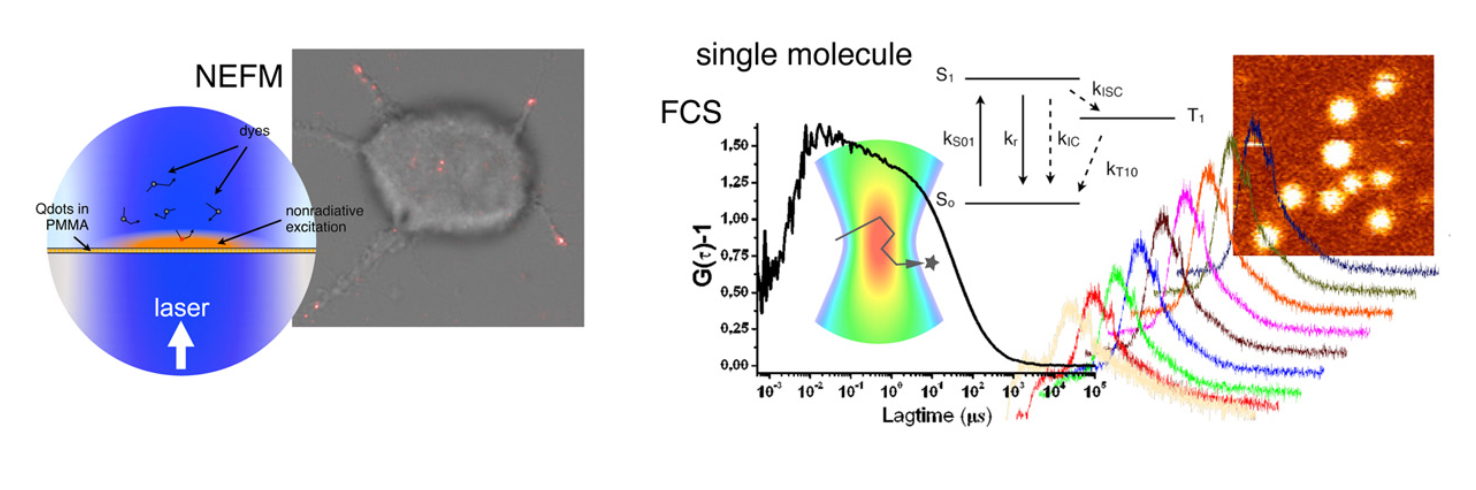 NEFM
dyes
Qdots in
PMMA
nonradiative
excitation
laser
single molecule
FCS
S1
kISC
T1
kS01
kr
kIC
kT10
So
G(τ)-1
1,50
1,25
1,00
0,75
0,50
0,25
0,00
10-3 10-2 10-1 100 101 102 103 104 105
Lagtime (µs)